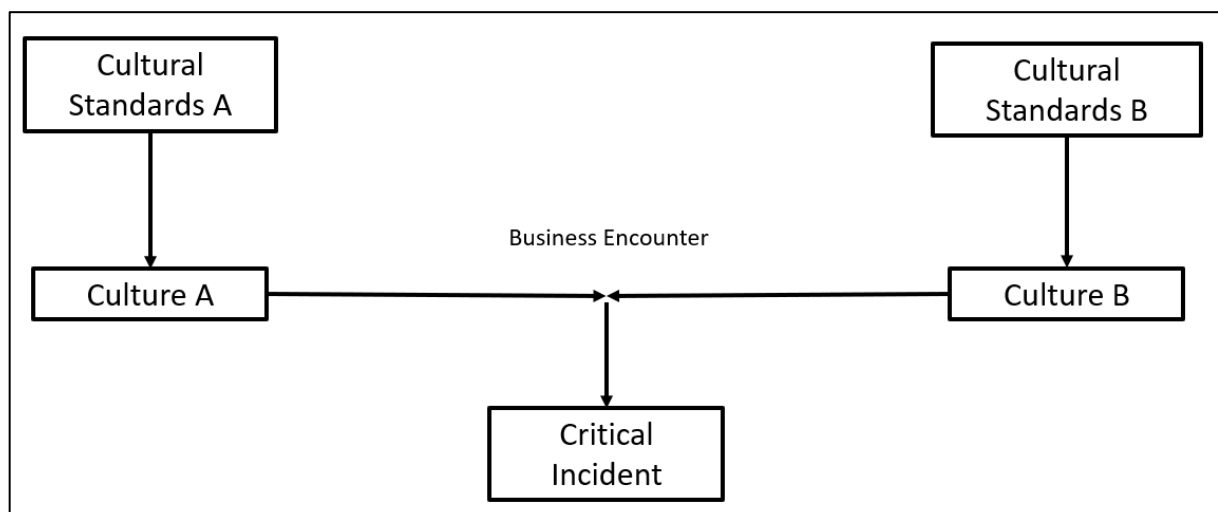 Cultural
Standards A
Cultural
Standards B
Business Encounter
Culture A
Culture B
Critical
Incident